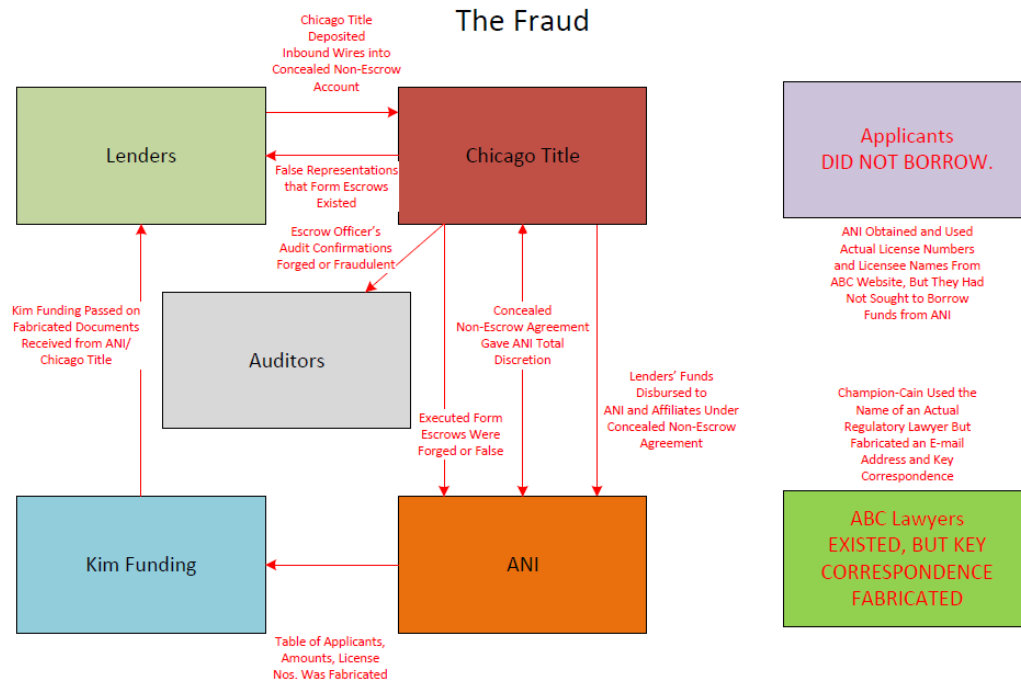 The Fraud
Chicago Title
Deposited
Inbound Wires into
Concealed Non-Escrow
Account
Lenders
Chicago Title
Applicants
DID NOT BORROW.
False Representations
that Form Escrows
Existed
Escrow Officer's
Audit Confirmations
Forged or Fraudulent
ANI Obtained and Used
Actual License Numbers
and Licensee Names From
ABC Website, But They Had
Not Sought to Borrow
Funds from ANI
Kim Funding Passed on
Fabricated Documents
Received from ANI/
Chicago Title
Auditors
Concealed
Non-Escrow Agreement
Gave ANI Total
Discretion
Lenders' Funds
Disbursed to
ANI and Affiliates Under
Concealed Non-Escrow
Agreement
Executed Form
Escrows Were
Forged or False
Champion-Cain Used the
Name of an Actual
Regulatory Lawyer But
Fabricated an E-mail
Address and Key
Correspondence
Kim Funding
ANI
ABC Lawyers
EXISTED, BUT KEY
CORRESPONDENCE
FABRICATED
Table of Applicants,
Amounts, License
Nos. Was Fabricated